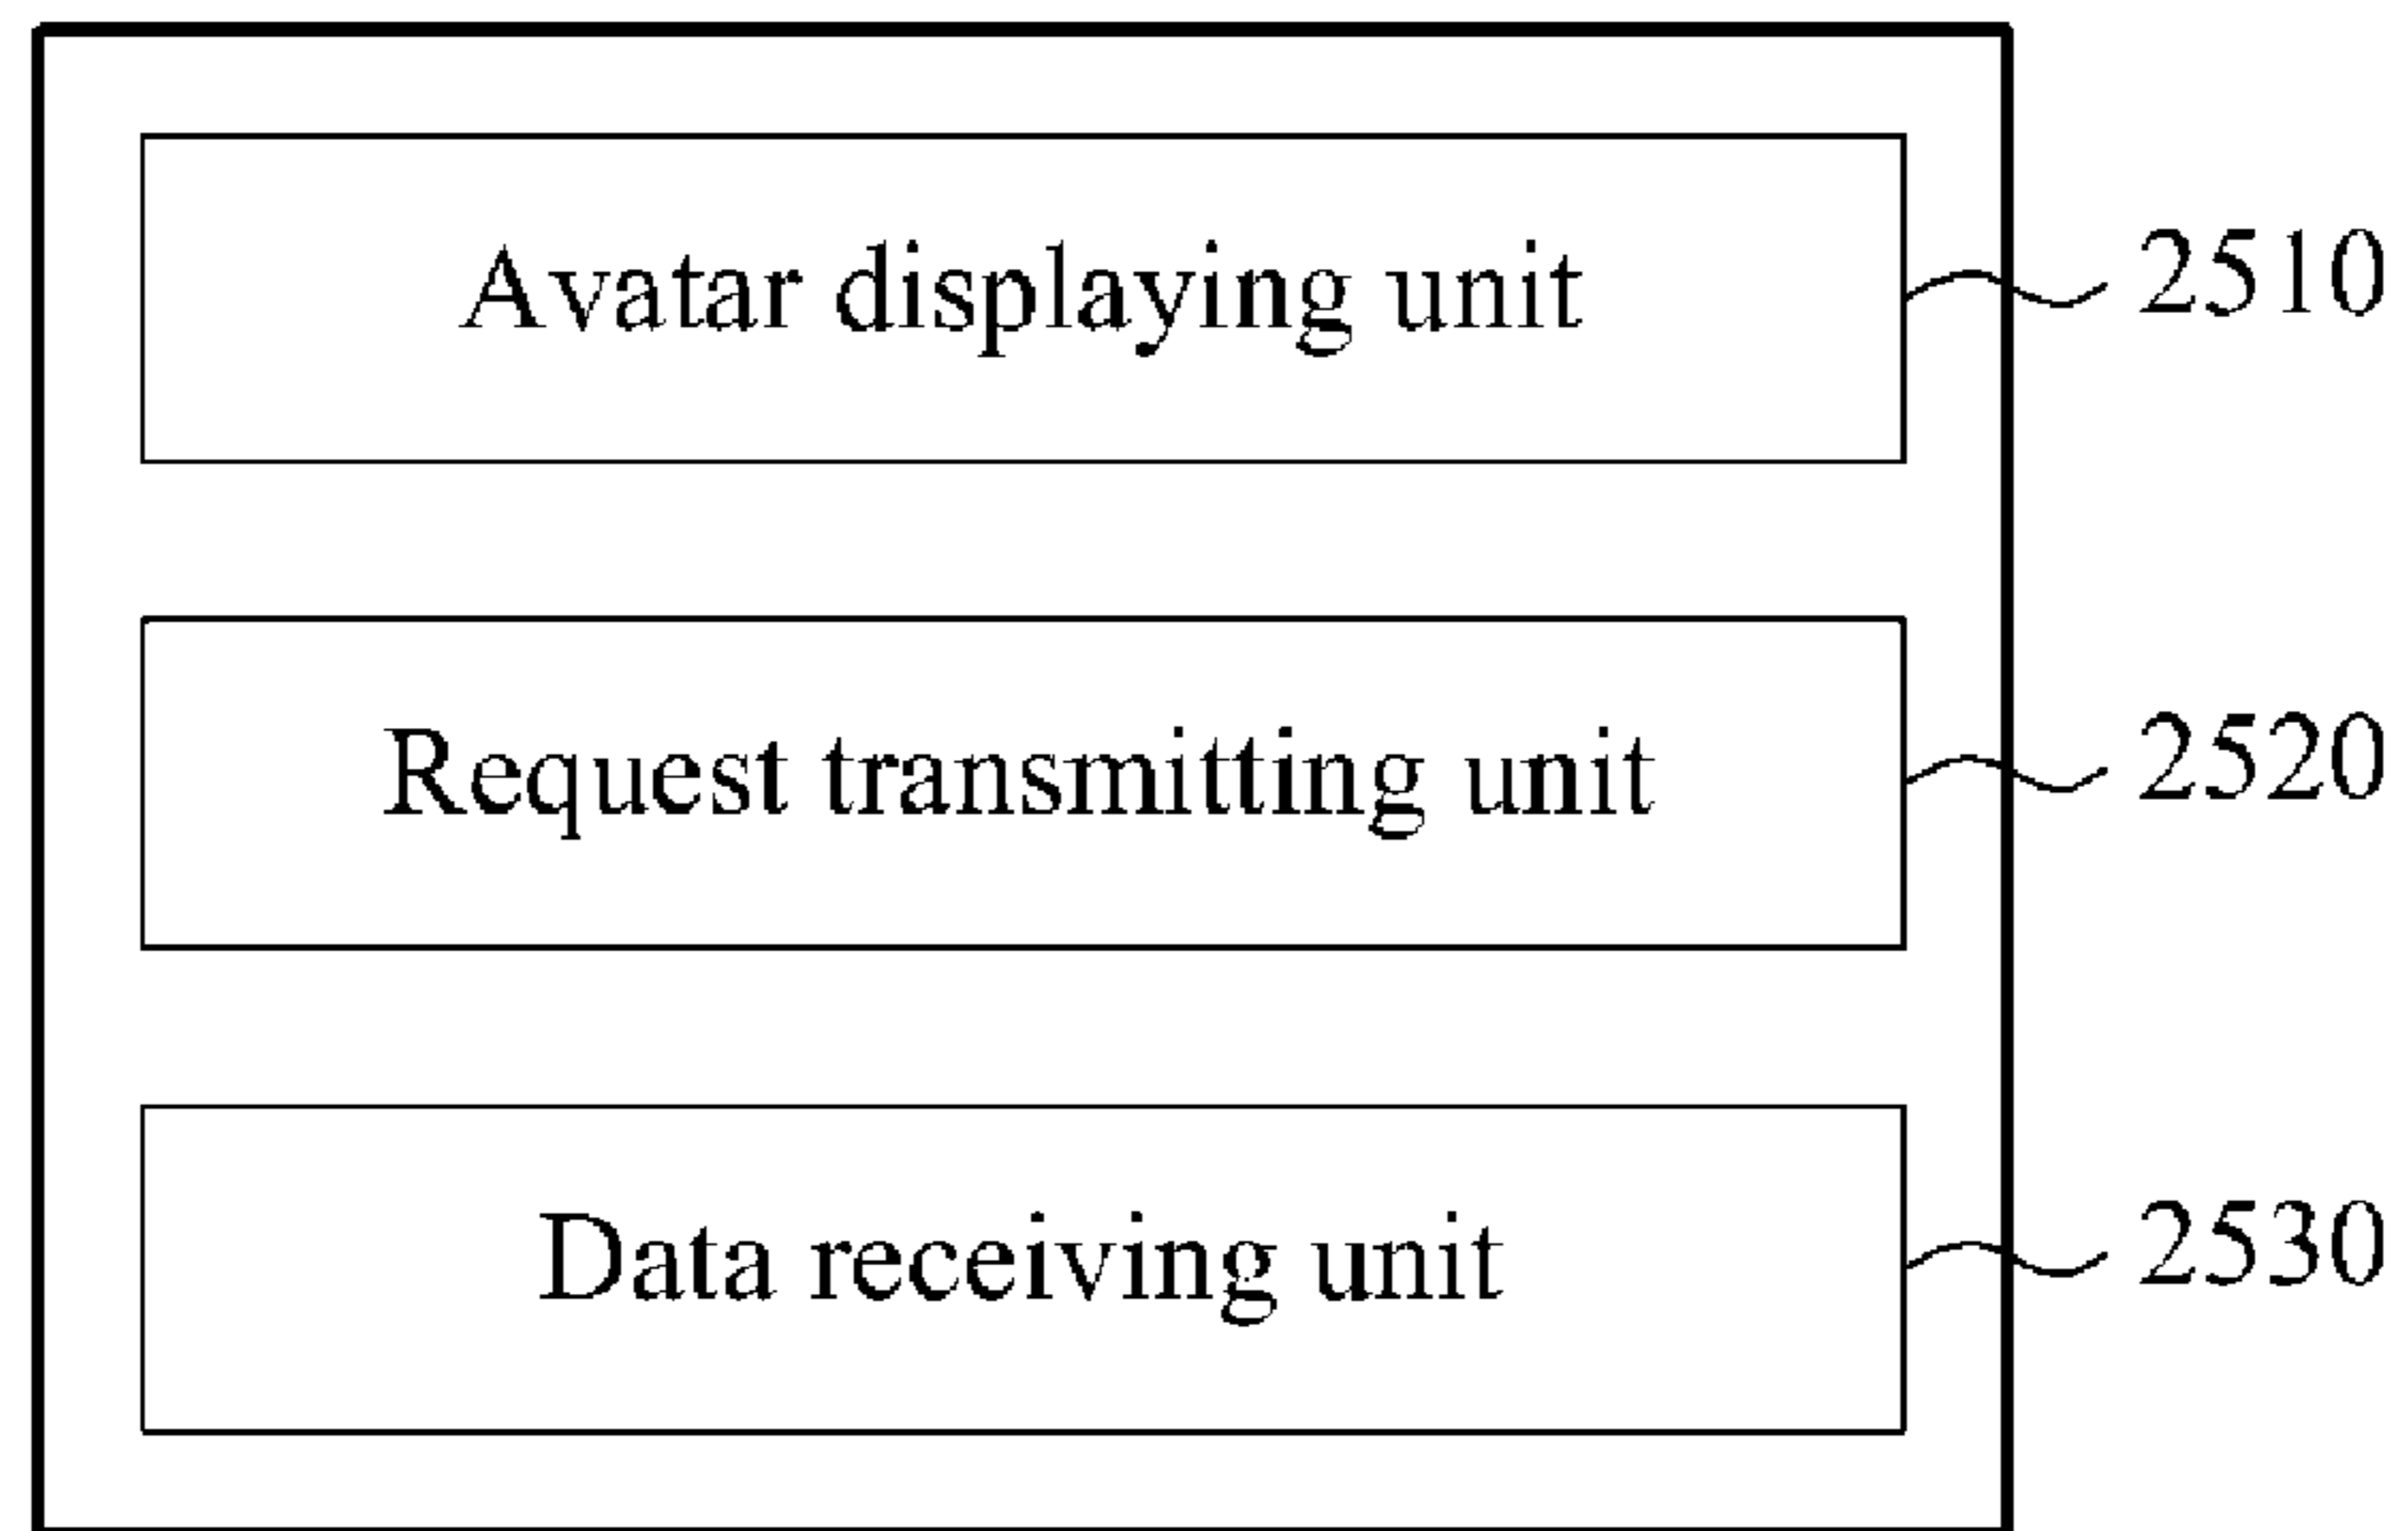 Avatar displaying unit 2510
Request transmitting unit 2520
Data receiving unit 2530